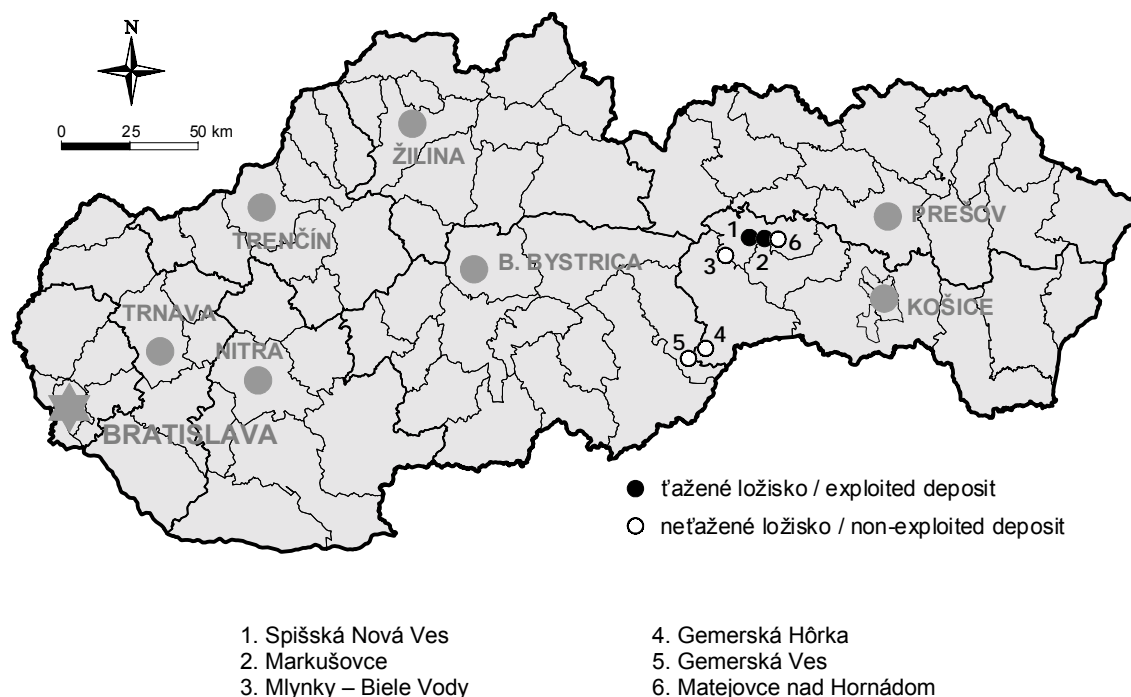 N
0 25 50 km
ŽILINA
TRENČÍN
PREŠOV
B. BYSTRICA
KOŠICE
TRNAVA
NITRA
BRATISLAVA
1
2
6
3
4
5
ťažené ložisko / exploited deposit
neťažené ložisko / non-exploited deposit
1. Spišská Nová Ves
2. Markušovce
3. Mlynky – Biele Vody
4. Gemerská Hôrka
5. Gemerská Ves
6. Matejovce nad Hornádom